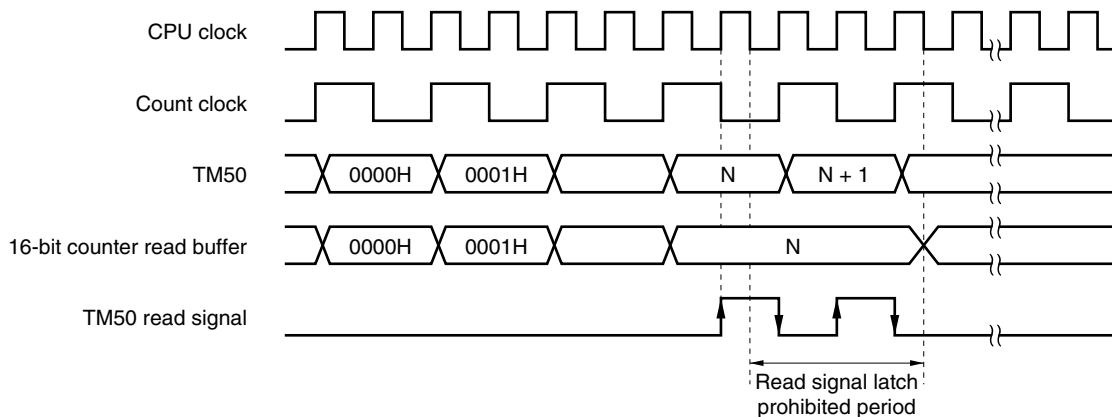 CPU clock
Count clock
TM50 0000H 0001H N N + 1
16-bit counter read buffer 0000H 0001H N
TM50 read signal
Read signal latch
prohibited period